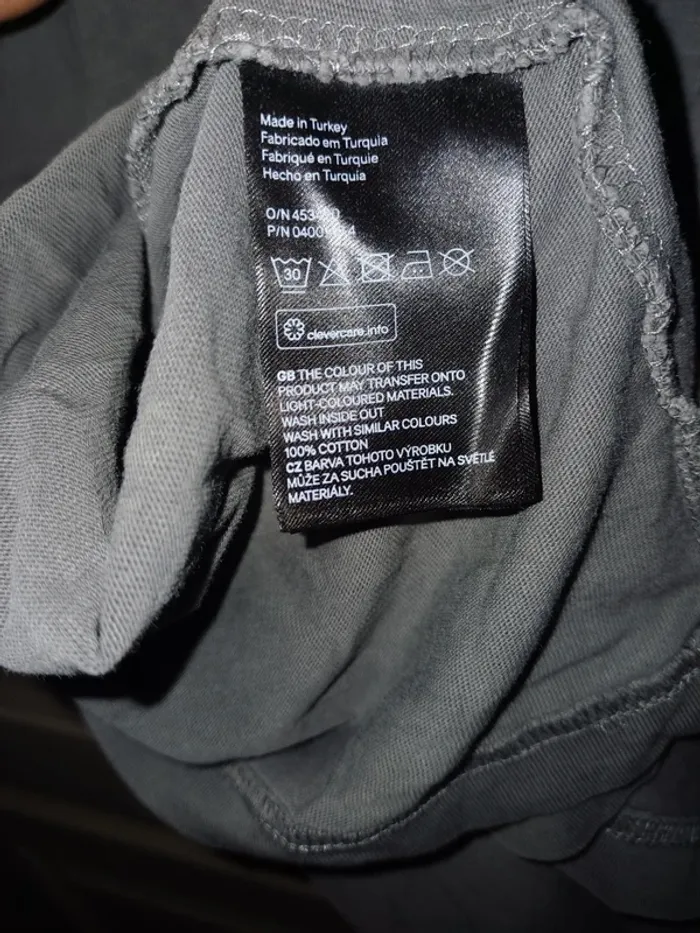 Made in Turkey
Fabricado em Turquia
Fabriqué en Turquie
Hecho en Turquia
O/N
P/N
30
clevercare.info
GB THE COLOUR OF THIS
PRODUCT MAY TRANSFER ONTO
LIGHT-COLOURED MATERIALS.
WASH INSIDE OUT
WASH WITH SIMILAR COLOURS
100% COTTON
CZ BARVA TOHOTO VÝROBKU
MŮŽE ZA SUCHA POUŠTĚT NA SVĚTLÉ
MATERIÁLY.